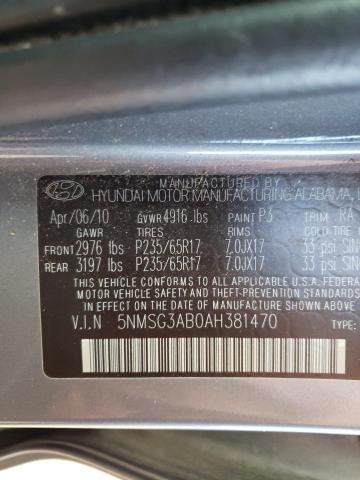 MANUFACTURED BY
HYUNDAI MOTOR MANUFACTURING ALABAMA,
Apr/06/10 GVWR 4916 lbs PAINT P3 TRIM RA
GAWR TIRE RIMS COLD TIRE
FRONT 2976 lbs P235/65R17 7.0JX17 33 psi
REAR 3197 lbs P235/65R17 7.0JX17 33 psi
THIS VEHICLE CONFORMS TO ALL APPLICABLE U.S.A. FEDERAL
MOTOR VEHICLE SAFETY AND THEFT PREVENTION STANDARDS
IN EFFECT ON THE DATE OF MANUFACTURE SHOWN ABOVE.
V.I.N 5NMSG3AB0AH381470 TYPE: